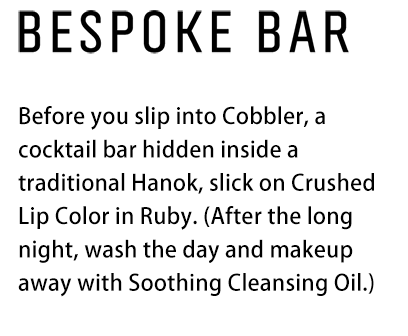 BESPOKE BAR
Before you slip into Cobbler, a
cocktail bar hidden inside a
traditional Hanok, slick on Crushed
Lip Color in Ruby. (After the long
night, wash the day and makeup
away with Soothing Cleansing Oil.)